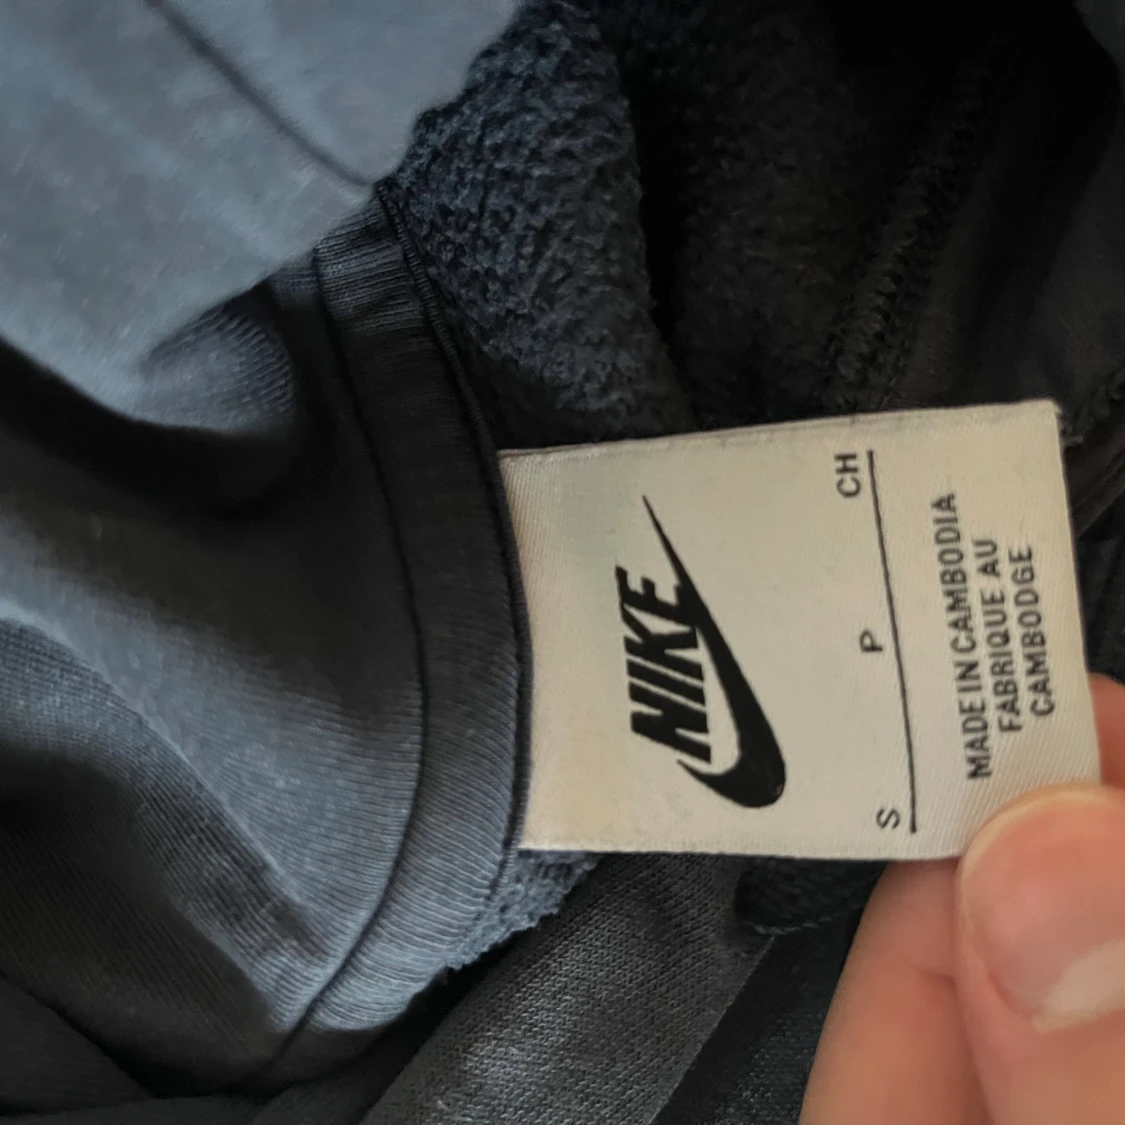 NIKE
S P CH
MADE IN CAMBODIA
FABRIQUE AU
CAMBODGE